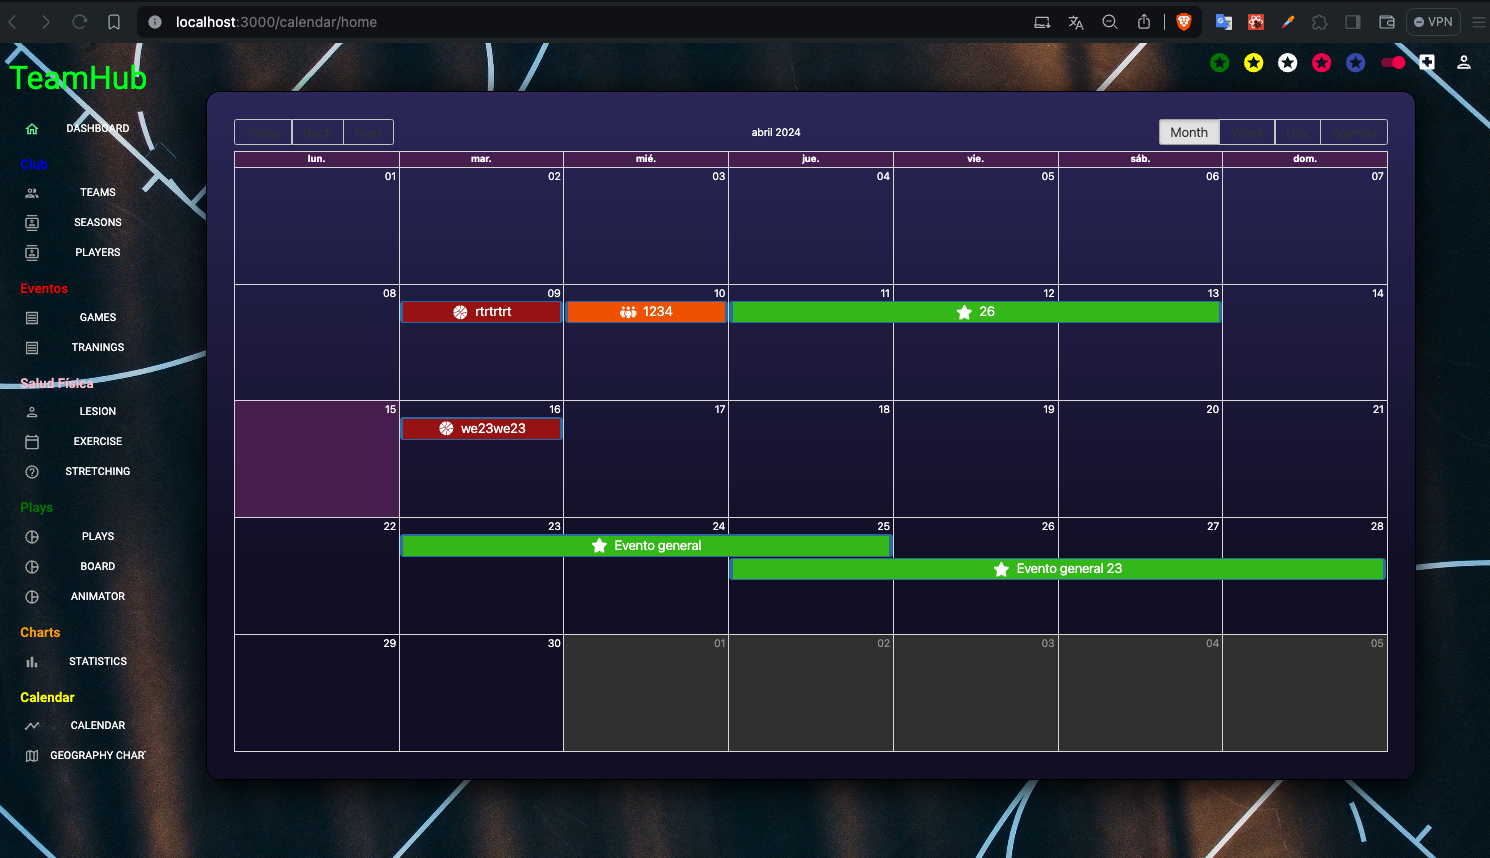 localhost:3000/calendar/home
VPN
TeamHub
DASHBOARD
Club
TEAMS
SEASONS
PLAYERS
Eventos
GAMES
TRANINGS
Salud Física
LESION
EXERCISE
STRETCHING
Plays
PLAYS
BOARD
ANIMATOR
Charts
STATISTICS
Calendar
CALENDAR
GEOGRAPHY CHAR
Today Back Next abril 2024 Month Week Day Agenda
lun. mar. mié. jue. vie. sáb. dom.
01 02 03 04 05 06 07
08 09 10 11 12 13 14
rtrtrtrt 1234 26
15 16 17 18 19 20 21
we23we23
22 23 24 25 26 27 28
Evento general
Evento general 23
29 30 01 02 03 04 05